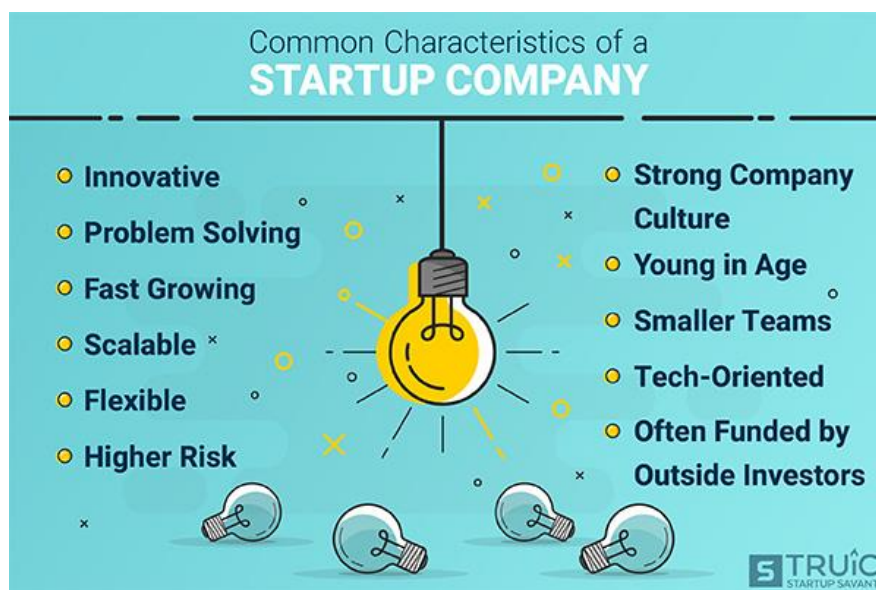 Common Characteristics of a
STARTUP COMPANY
Innovative
Problem Solving
Fast Growing
Scalable
Flexible
Higher Risk
Strong Company
Culture
Young in Age
Smaller Teams
Tech-Oriented
Often Funded by
Outside Investors
S TRUiC
STARTUP SAVANT